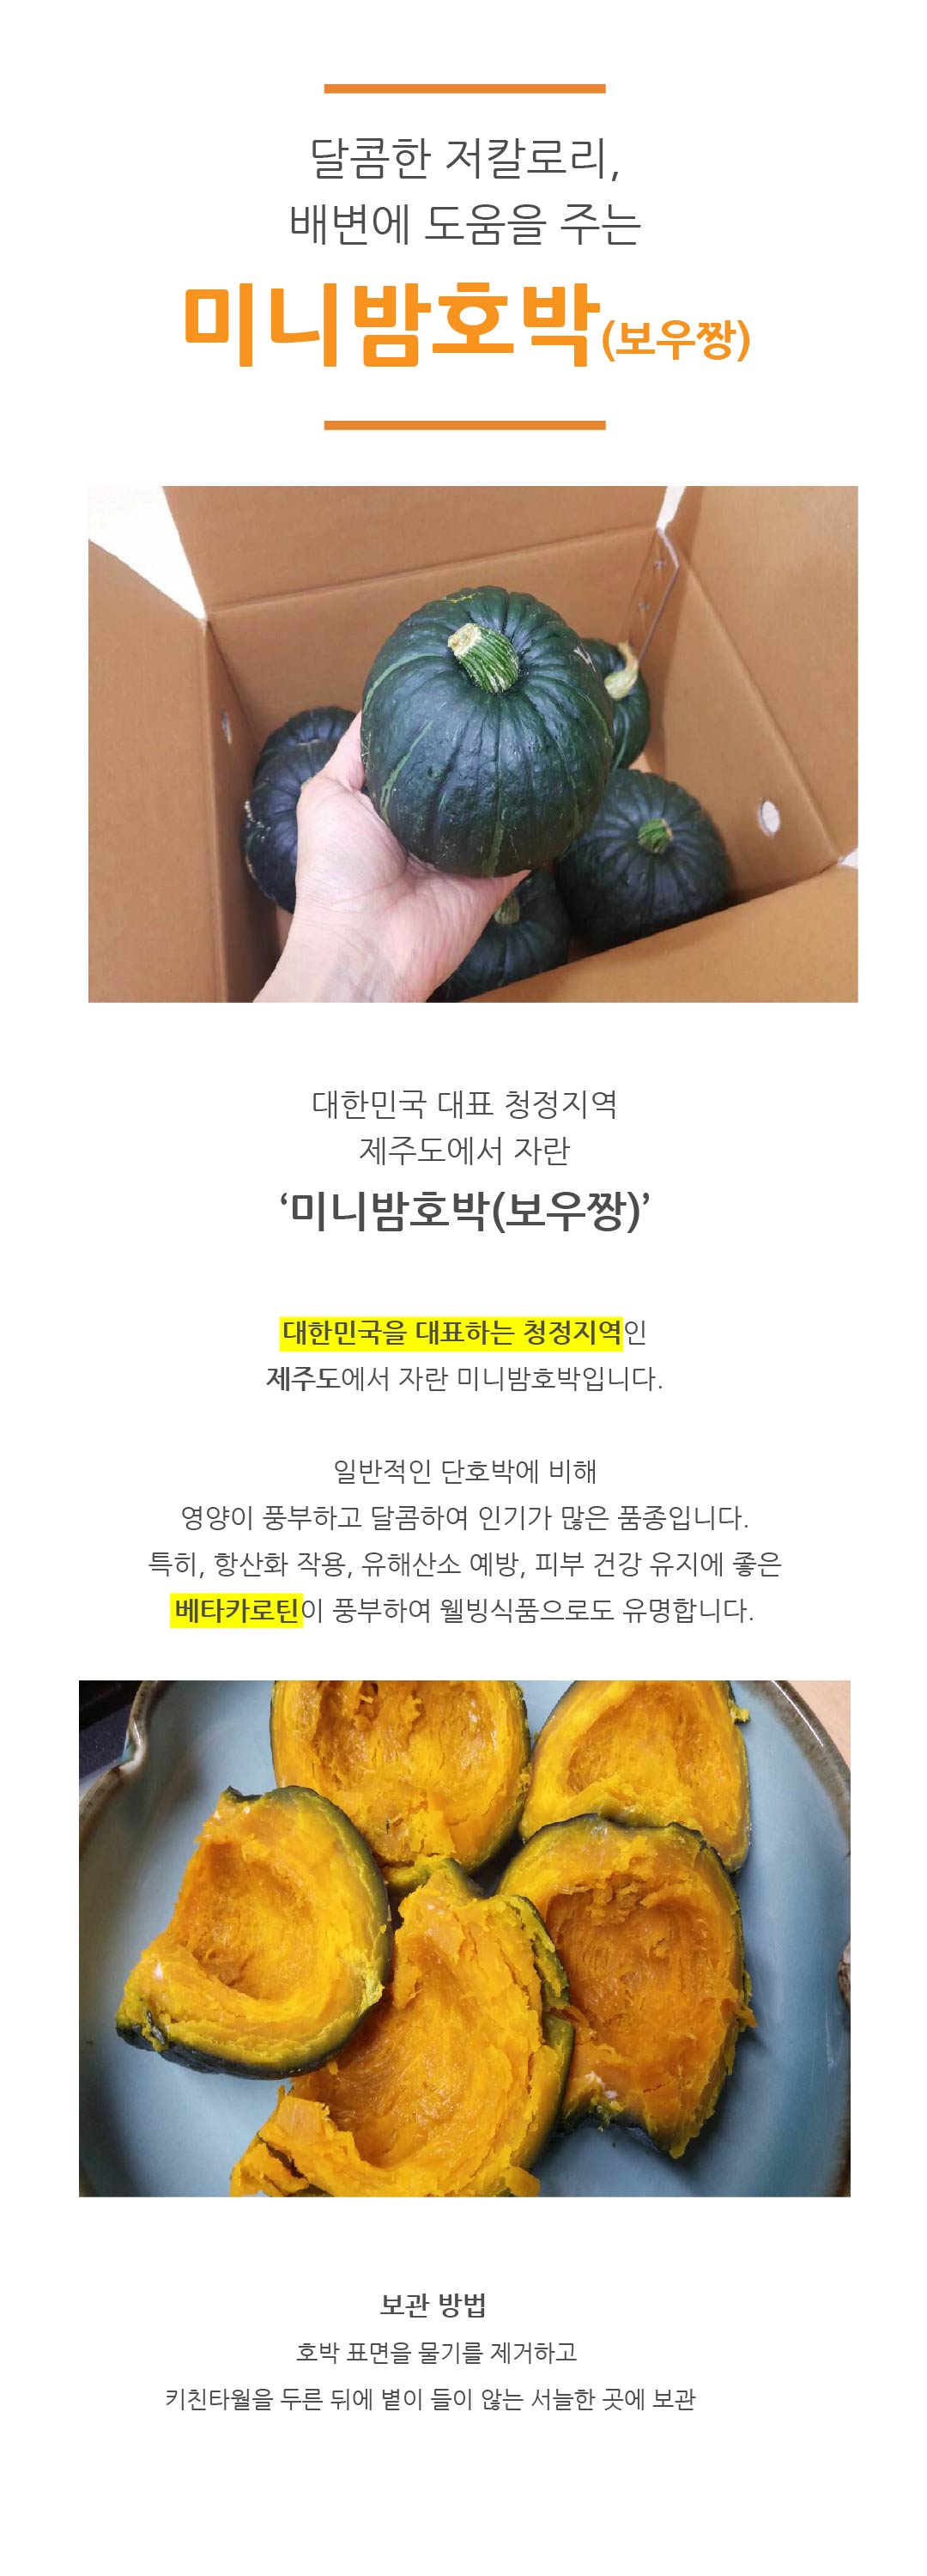 달콤한 저칼로리,
배변에 도움을 주는
미니밤호박(보우짱)
대한민국 대표 청정지역
제주도에서 자란
‘미니밤호박(보우짱)’
대한민국을 대표하는 청정지역인
제주도에서 자란 미니밤호박입니다.
일반적인 단호박에 비해
영양이 풍부하고 달콤하여 인기가 많은 품종입니다.
특히, 항산화 작용, 유해산소 예방, 피부 건강 유지에 좋은
베타카로틴이 풍부하여 웰빙식품으로도 유명합니다.
보관 방법
호박 표면을 물기를 제거하고
키친타월을 두른 뒤에 볕이 들이 않는 서늘한 곳에 보관